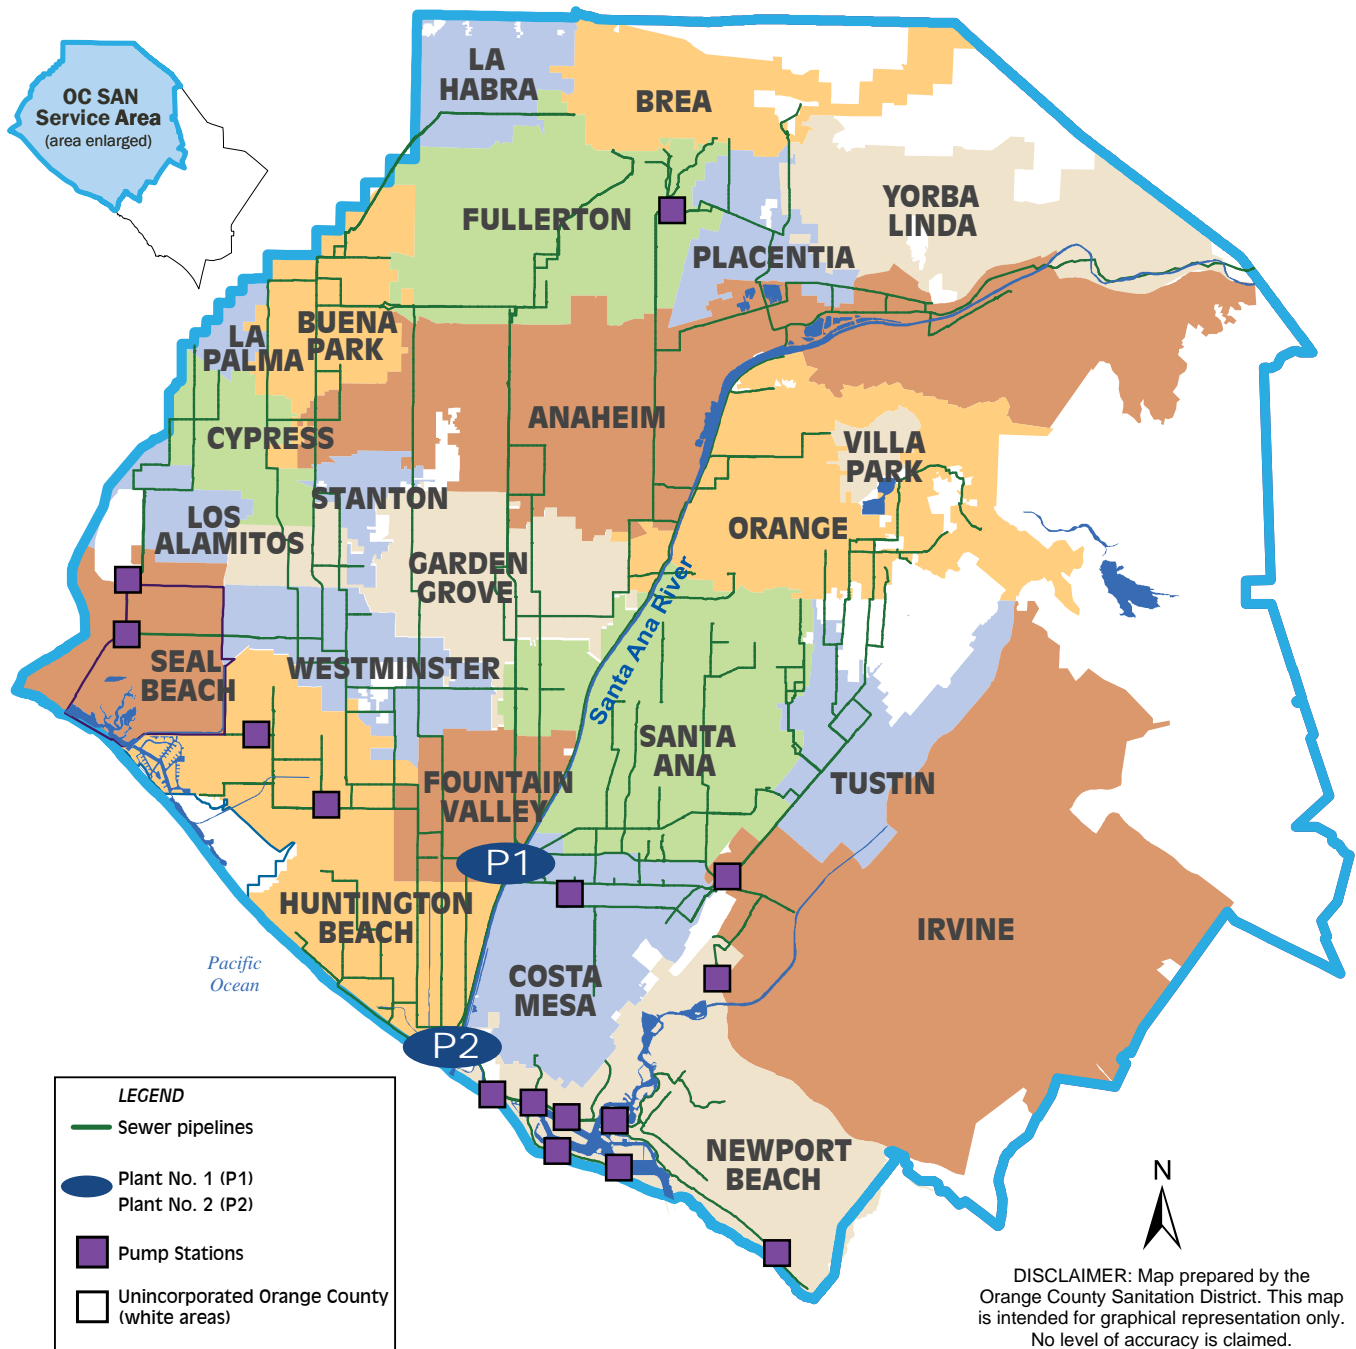 OC SAN
Service Area
(area enlarged)
LA
HABRA
BREA
YORBA
LINDA
FULLERTON
PLACENTIA
BUENA
PARK
LA
PALMA
ANAHEIM
CYPRESS
VILLA
PARK
STANTON
LOS
ALAMITOS
ORANGE
GARDEN
GROVE
Santa Ana River
SEAL
BEACH
WESTMINSTER
SANTA
ANA
FOUNTAIN
VALLEY
TUSTIN
P1
HUNTINGTON
BEACH
IRVINE
Pacific
Ocean
COSTA
MESA
P2
NEWPORT
BEACH
LEGEND
Sewer pipelines
Plant No. 1 (P1)
Plant No. 2 (P2)
Pump Stations
Unincorporated Orange County
(white areas)
N
DISCLAIMER: Map prepared by the
Orange County Sanitation District. This map
is intended for graphical representation only.
No level of accuracy is claimed.